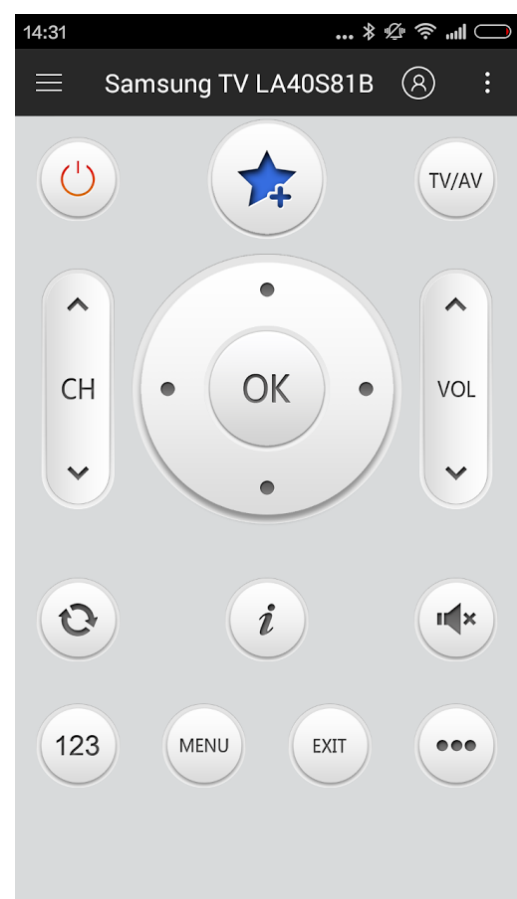 14:31
Samsung TV LA40S81B
TV/AV
CH
OK
VOL
i
123
MENU
EXIT